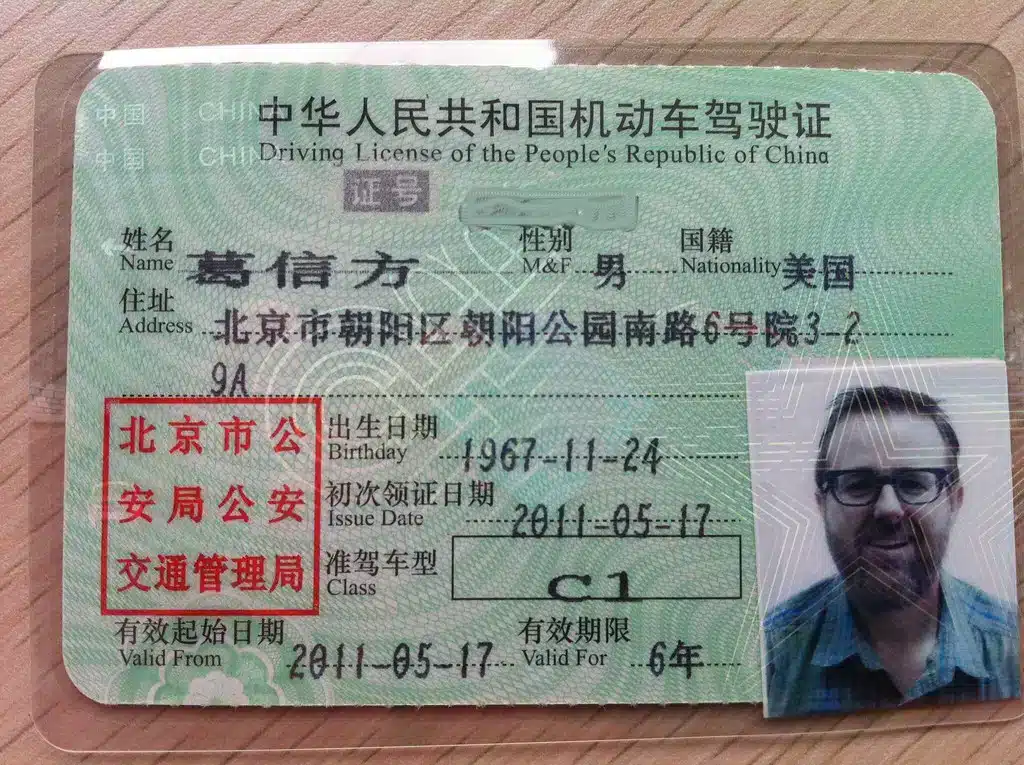 中国 CHIN
中华人民共和国机动车驾驶证
中国 CHIN
Driving License of the People's Republic of China
证号
姓名 葛信方 性别 男 国籍 美国
Name M&F Nationality
住址 北京市朝阳区朝阳公园南路6号院3-2
Address
9A
北京市公
安局公安
交通管理局
出生日期 1967-11-24
Birthday
初次领证日期 2011-05-17
Issue Date
准驾车型 C1
Class
有效起始日期 2011-05-17 有效期限 6年
Valid From Valid For